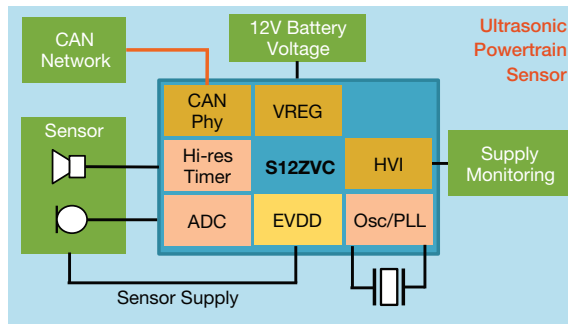 CAN
Network
12V Battery
Voltage
Ultrasonic
Powertrain
Sensor
CAN
Phy
VREG
Sensor
Hi-res
Timer
S12ZVC
HVI
Supply
Monitoring
ADC
EVDD
Osc/PLL
Sensor Supply